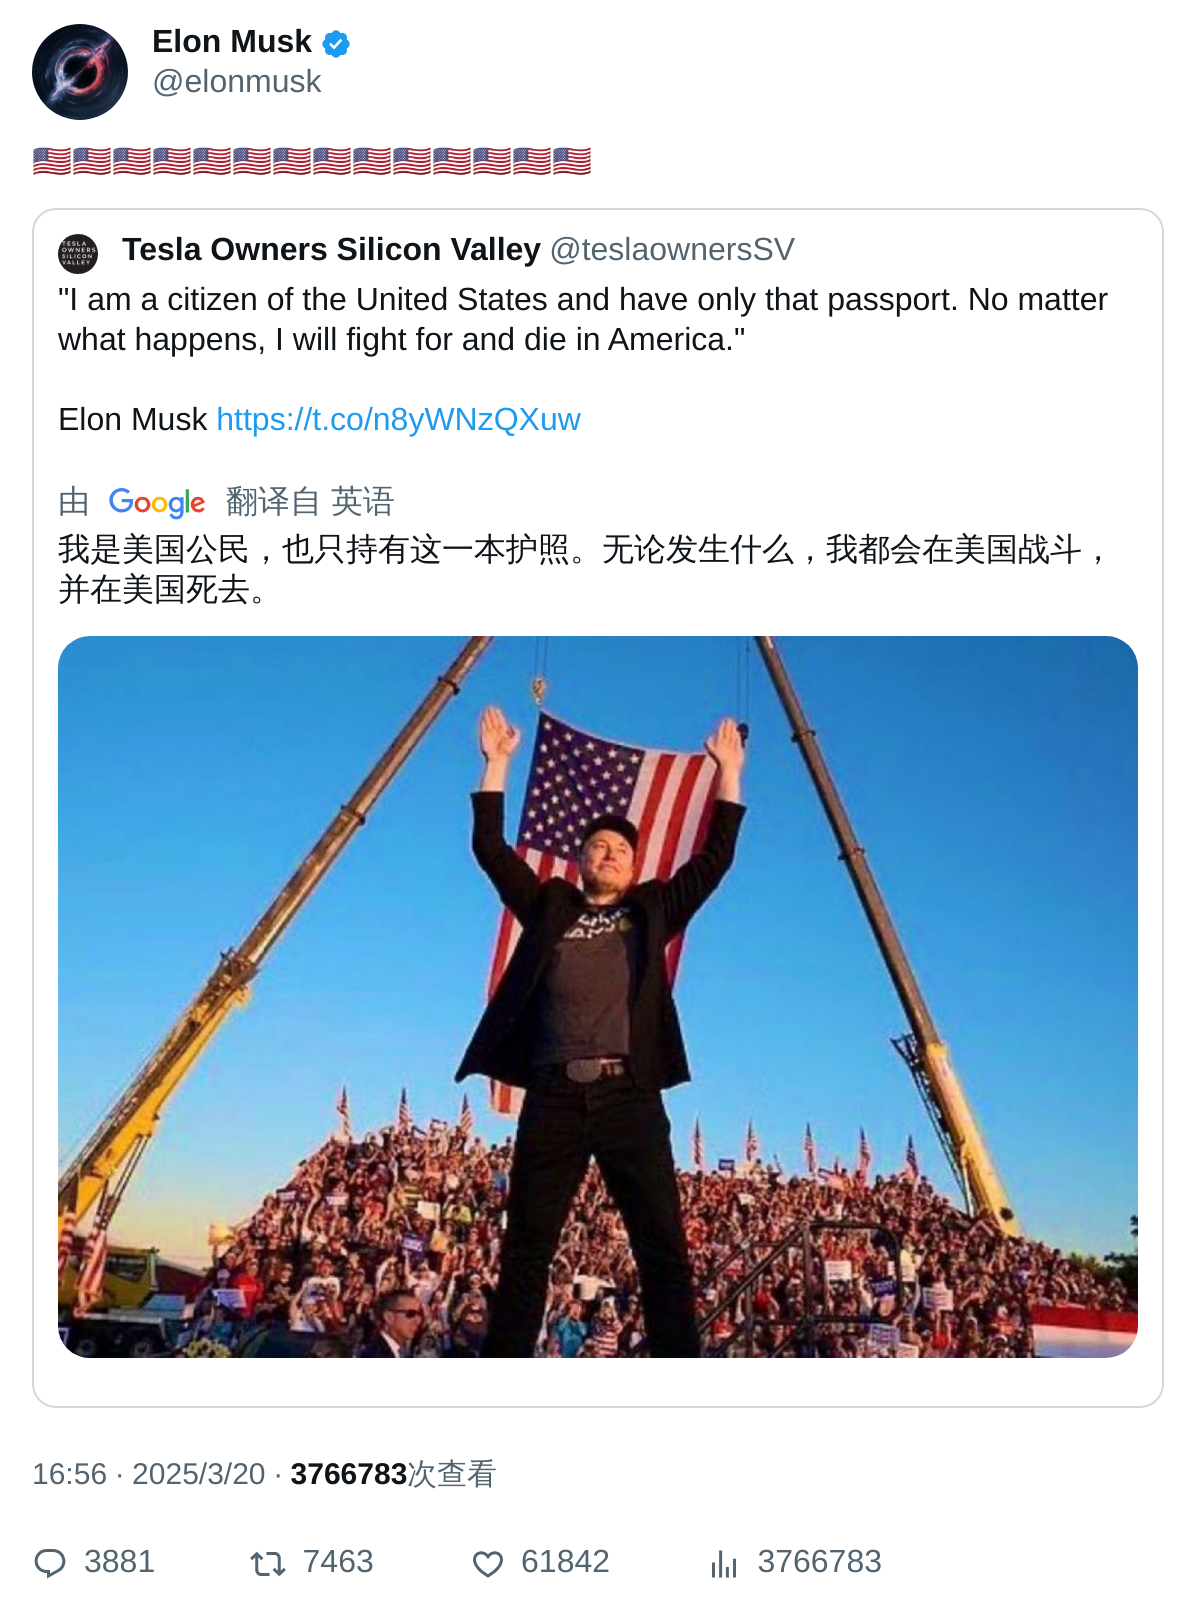 Elon Musk
@elonmusk
🇺🇸🇺🇸🇺🇸🇺🇸🇺🇸🇺🇸🇺🇸🇺🇸🇺🇸🇺🇸🇺🇸🇺🇸🇺🇸🇺🇸
TESLA
OWNERS
SILICON
VALLEY
Tesla Owners Silicon Valley @teslaownersSV
"I am a citizen of the United States and have only that passport. No matter
what happens, I will fight for and die in America."
Elon Musk https://t.co/n8yWNzQXuw
由 Google 翻译自 英语
我是美国公民，也只持有这一本护照。无论发生什么，我都会在美国战斗，
并在美国死去。
16:56 · 2025/3/20 · 3766783次查看
3881 7463 61842 3766783